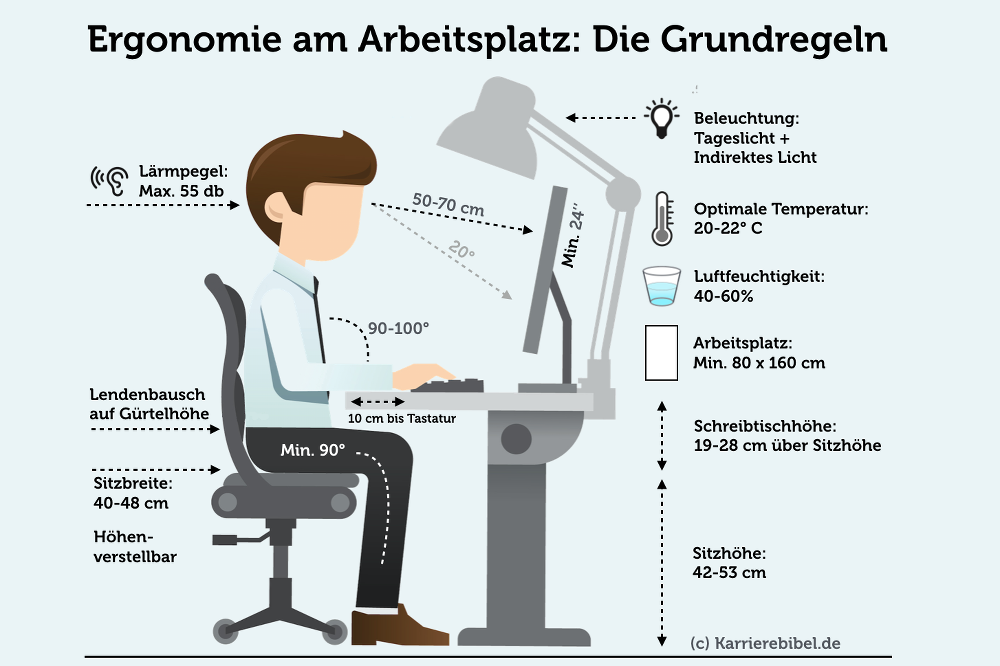 Ergonomie am Arbeitsplatz: Die Grundregeln
Lärmpegel:
Max. 55 db
50-70 cm
20°
Min. 24″
90-100°
10 cm bis Tastatur
Min. 90°
Lendenbausch
auf Gürtelhöhe
Sitzbreite:
40-48 cm
Höhen-
verstellbar
Beleuchtung:
Tageslicht +
Indirektes Licht
Optimale Temperatur:
20-22° C
Luftfeuchtigkeit:
40-60%
Arbeitsplatz:
Min. 80 x 160 cm
Schreibtischhöhe:
19-28 cm über Sitzhöhe
Sitzhöhe:
42-53 cm
(c) Karrierebibel.de